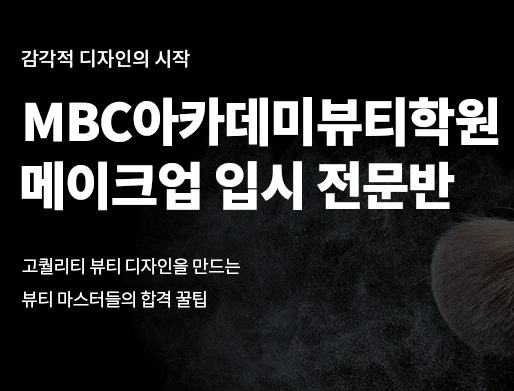 감각적 디자인의 시작
MBC아카데미뷰티학원
메이크업 입시 전문반
고퀄리티 뷰티 디자인을 만드는
뷰티 마스터들의 합격 꿀팁